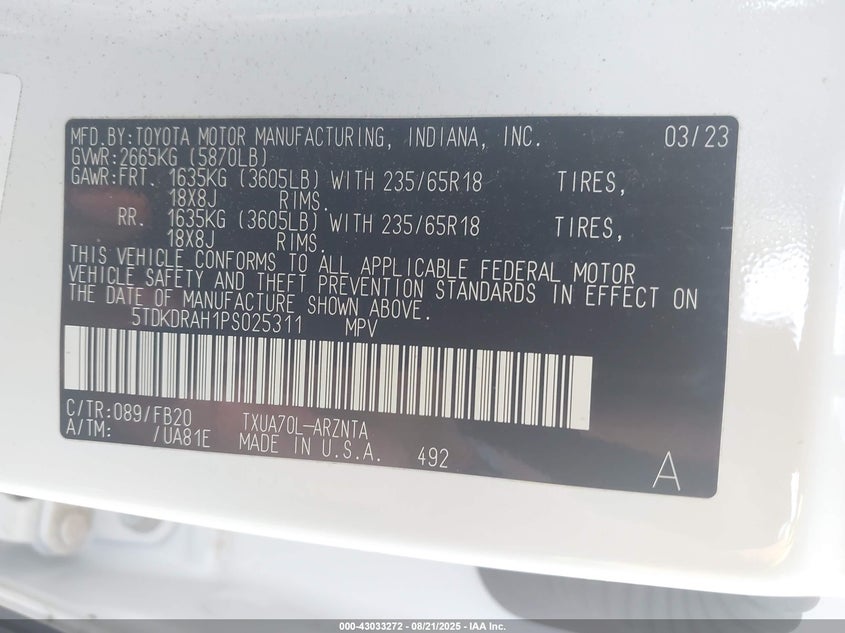 MFD.BY:TOYOTA MOTOR MANUFACTURING, INDIANA, INC. 03/23
GVWR:2665KG (5870LB)
GAWR:FRT. 1635KG (3605LB) WITH 235/65R18 TIRES,
18X8J RIMS.
RR. 1635KG (3605LB) WITH 235/65R18 TIRES,
18X8J RIMS.
THIS VEHICLE CONFORMS TO ALL APPLICABLE FEDERAL MOTOR
VEHICLE SAFETY AND THEFT PREVENTION STANDARDS IN EFFECT ON
THE DATE OF MANUFACTURE SHOWN ABOVE.
5TDKDRAH1PS025311 MPV
C/TR:089/FB20 TXUA70L-ARZNTA
A/TM: /UA81E MADE IN U.S.A. 492
A
000-43033272 - 08/21/2025 - IAA Inc.